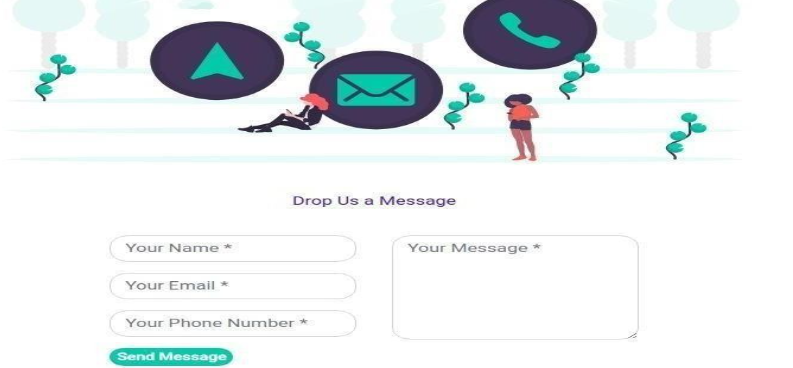 Drop Us a Message
Your Name *
Your Email *
Your Phone Number *
Your Message *
Send Message